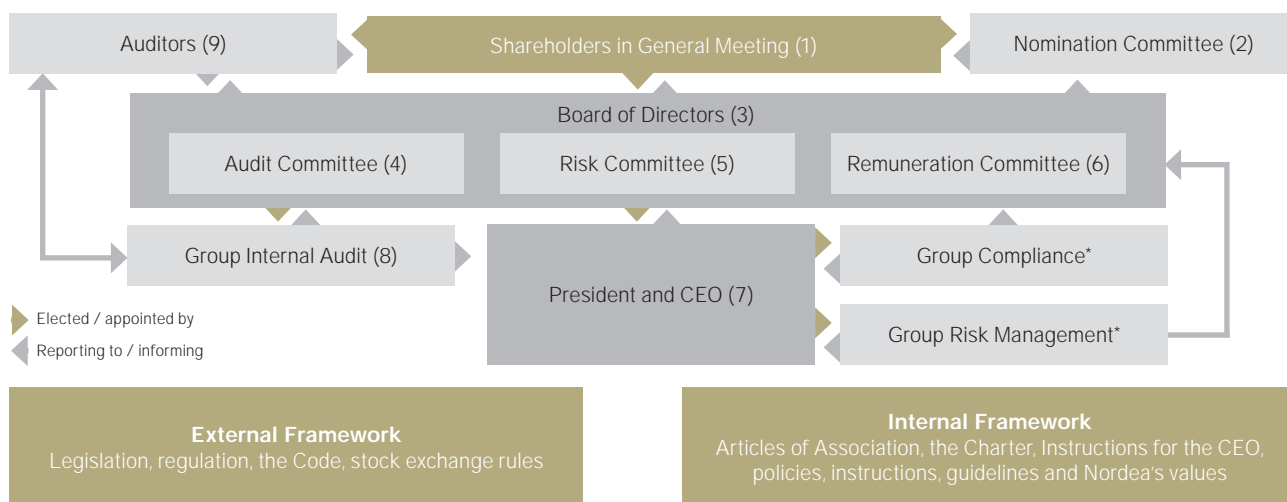 Auditors (9)
Shareholders in General Meeting (1)
Nomination Committee (2)
Board of Directors (3)
Audit Committee (4)
Risk Committee (5)
Remuneration Committee (6)
Group Internal Audit (8)
President and CEO (7)
Group Compliance*
Group Risk Management*
Elected / appointed by
Reporting to / informing
External Framework
Legislation, regulation, the Code, stock exchange rules
Internal Framework
Articles of Association, the Charter, Instructions for the CEO,
policies, instructions, guidelines and Nordea's values